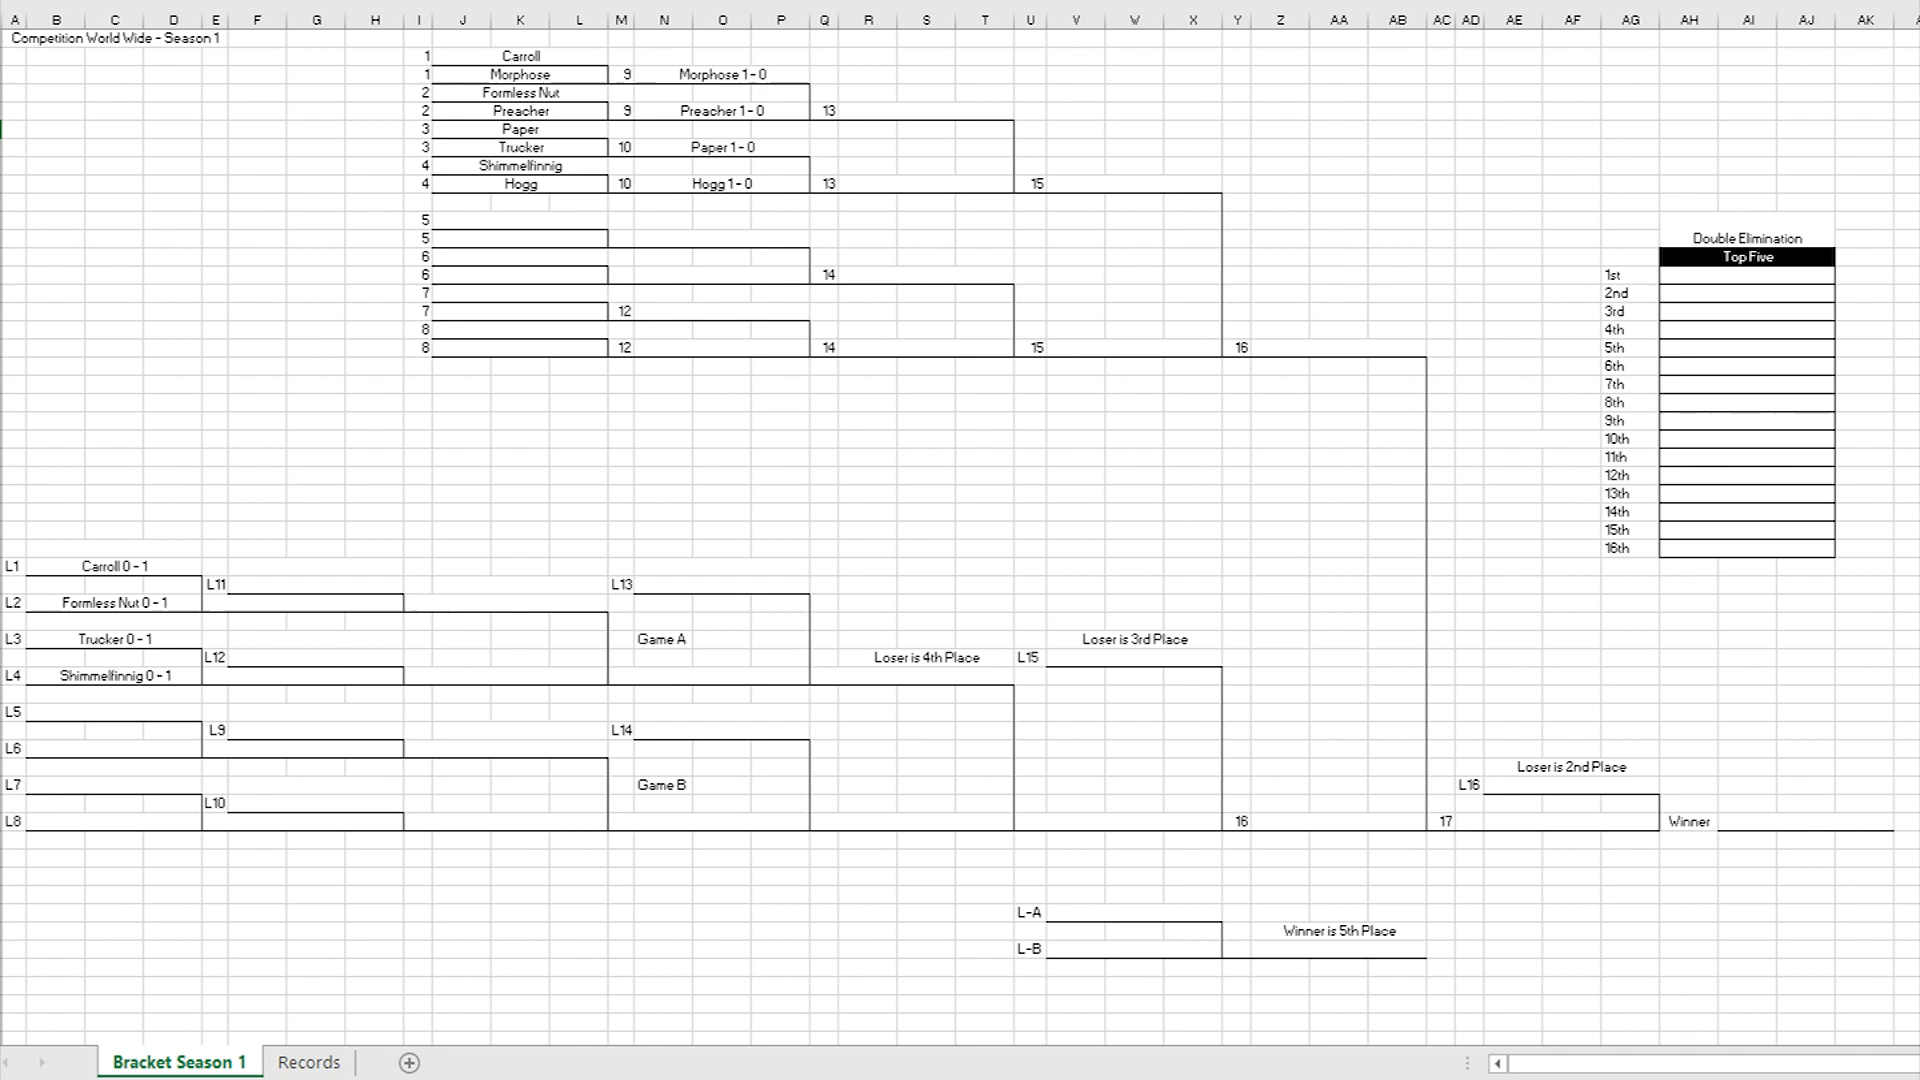 A B C D E F G H I J K L M N O P Q R S T U V W X Y Z AA AB AC AD AE AF AG AH AI AJ AK
Competition World Wide - Season 1
1 Carroll
1 Morphose 9 Morphose 1 - 0
2 Formless Nut
2 Preacher 9 Preacher 1 - 0 13
3 Paper
3 Trucker 10 Paper 1 - 0
4 Shimmelfinnig
4 Hogg 10 Hogg 1 - 0 13 15
5
5 Double Elimination
6 Top Five
6 14 1st
7 2nd
7 12 3rd
8 4th
8 12 14 15 16 5th
6th
7th
8th
9th
10th
11th
12th
13th
14th
15th
16th
L1 Carroll 0 - 1
L11 L13
L2 Formless Nut 0 - 1
L3 Trucker 0 - 1 Game A Loser is 3rd Place
L12 Loser is 4th Place L15
L4 Shimmelfinnig 0 - 1
L5
L9 L14
L6
Loser is 2nd Place
L7 Game B L16
L10
L8 16 17 Winner
L-A
Winner is 5th Place
L-B
Bracket Season 1 Records